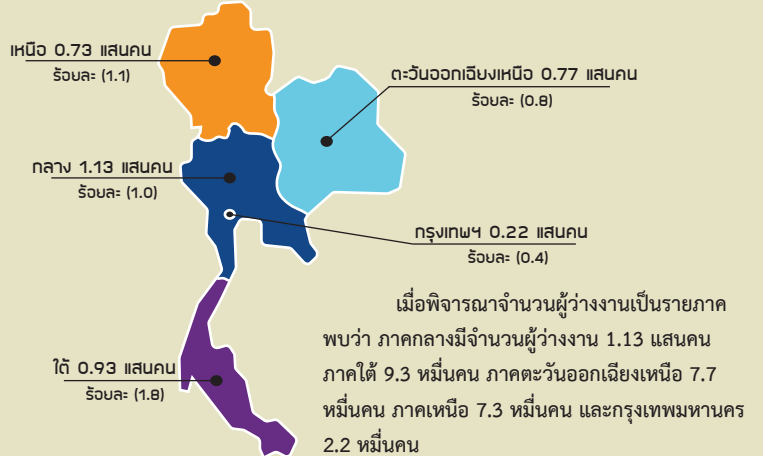 เหนือ 0.73 แสนคน
ร้อยละ (1.1)
ตะวันออกเฉียงเหนือ 0.77 แสนคน
ร้อยละ (0.8)
กลาง 1.13 แสนคน
ร้อยละ (1.0)
กรุงเทพฯ 0.22 แสนคน
ร้อยละ (0.4)
ใต้ 0.93 แสนคน
ร้อยละ (1.8)
เมื่อพิจารณาจำนวนผู้ว่างงานเป็นรายภาค
พบว่า ภาคกลางมีจำนวนผู้ว่างงาน 1.13 แสนคน
ภาคใต้ 9.3 หมื่นคน ภาคตะวันออกเฉียงเหนือ 7.7
หมื่นคน ภาคเหนือ 7.3 หมื่นคน และกรุงเทพมหานคร
2.2 หมื่นคน